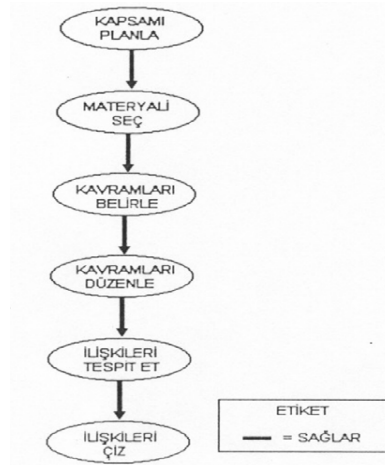 KAPSAMI
PLANLA
MATERYALİ
SEÇ
KAVRAMLARI
BELİRLE
KAVRAMLARI
DÜZENLE
İLİŞKİLERİ
TESPİT ET
İLİŞKİLERİ
ÇİZ
ETİKET
= SAĞLAR